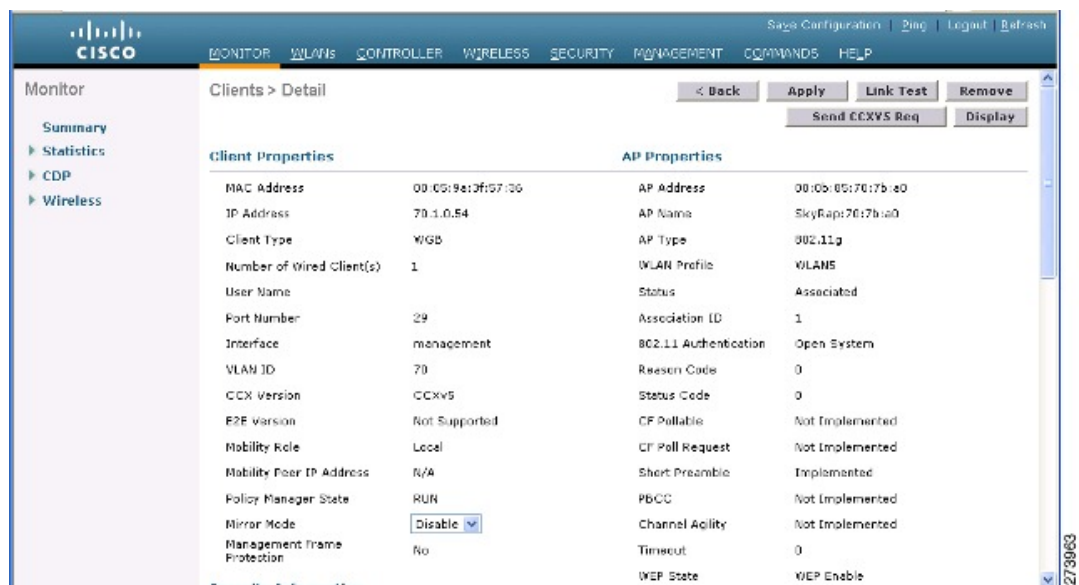 Save Configuration | Ping | Logout | Refresh
CISCO
MONITOR WLANs CONTROLLER WIRELESS SECURITY MANAGEMENT COMMANDS HELP
Monitor
Summary
Statistics
CDP
Wireless
Clients > Detail
< Back Apply Link Test Remove
Send CCXV5 Req Display
Client Properties
MAC Address 00:05:9a:3f:57:36
IP Address 70.1.0.54
Client Type WGB
Number of Wired Client(s) 1
User Name
Port Number 29
Interface management
VLAN ID 70
CCX Version CCXv5
E2E Version Not Supported
Mobility Role Local
Mobility Peer IP Address N/A
Policy Manager State RUN
Mirror Mode Disable
Management Frame
Protection No
AP Properties
AP Address 00:0b:85:70:7b:a0
AP Name SkyRap:70:7b:a0
AP Type 802.11g
WLAN Profile WLAN5
Status Associated
Association ID 1
802.11 Authentication Open System
Reason Code 0
Status Code 0
CF Pollable Not Implemented
CF Poll Request Not Implemented
Short Preamble Implemented
PBCC Not Implemented
Channel Agility Not Implemented
Timeout 0
WEP State WEP Enable
273963